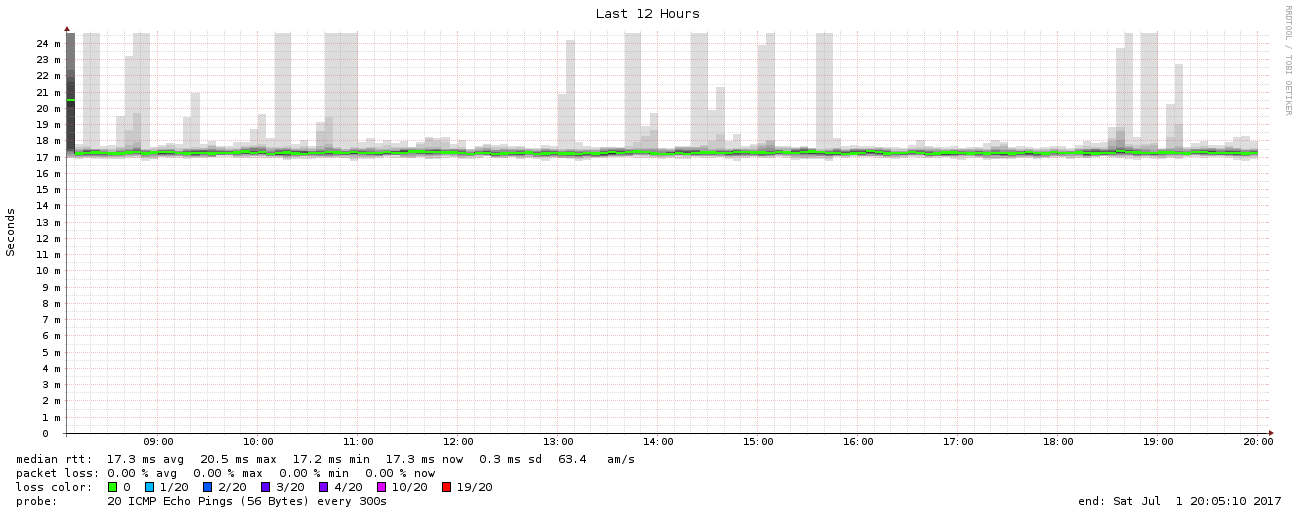 Last 12 Hours
RRDTOOL / TOBI OETIKER
24 m
23 m
22 m
21 m
20 m
19 m
18 m
17 m
16 m
15 m
14 m
13 m
12 m
11 m
10 m
9 m
8 m
7 m
6 m
5 m
4 m
3 m
2 m
1 m
0
Seconds
09:00 10:00 11:00 12:00 13:00 14:00 15:00 16:00 17:00 18:00 19:00 20:00
median rtt: 17.3 ms avg 20.5 ms max 17.2 ms min 17.3 ms now 0.3 ms sd 63.4 am/s
packet loss: 0.00 % avg 0.00 % max 0.00 % min 0.00 % now
loss color: 0 1/20 2/20 3/20 4/20 10/20 19/20
probe: 20 ICMP Echo Pings (56 Bytes) every 300s end: Sat Jul 1 20:05:10 2017